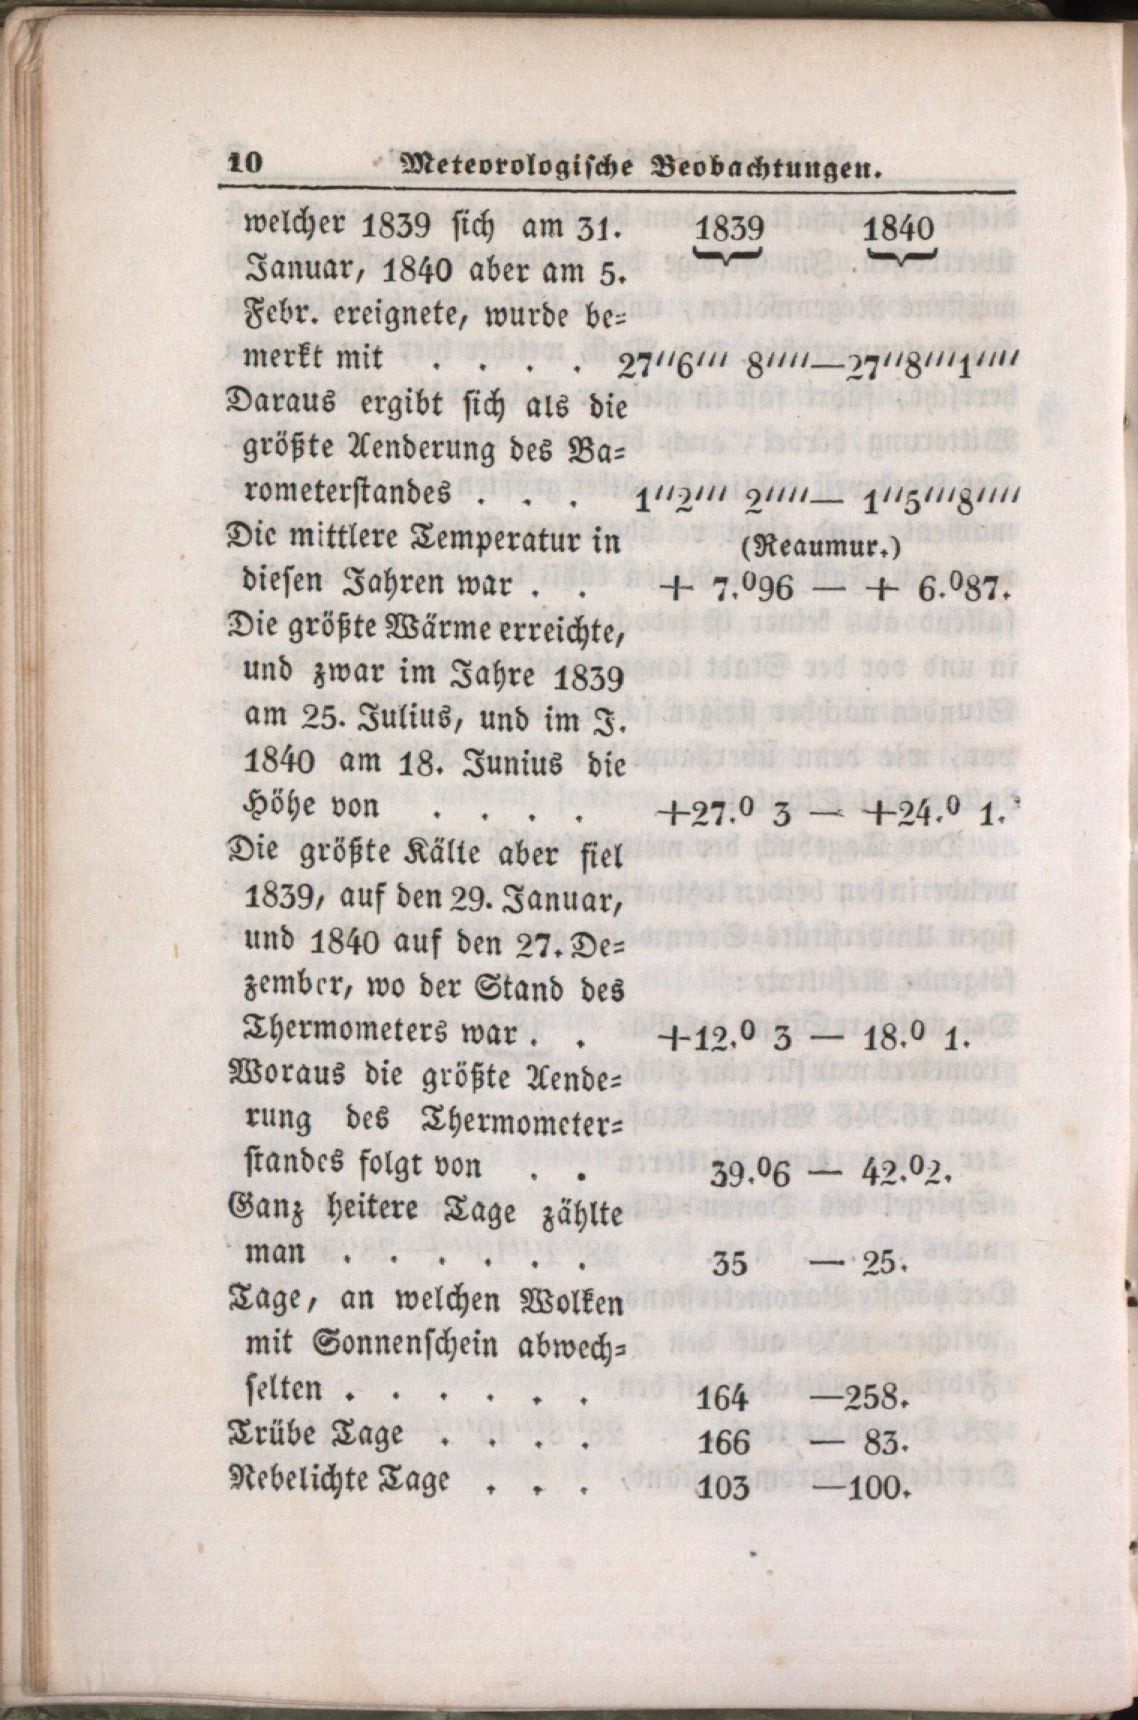 10 Meteorologische Beobachtungen.
welcher 1839 sich am 31. 1839 1840
Januar, 1840 aber am 5.
Febr. ereignete, wurde be=
merkt mit . . . . 27''6''' 8''''—27''8'''1''''
Daraus ergibt sich als die
größte Aenderung des Ba=
rometerstandes . . . 1''2''' 2''''— 1''5'''8''''
Die mittlere Temperatur in (Reaumur.)
diesen Jahren war . . + 7.⁰96 — + 6.⁰87.
Die größte Wärme erreichte,
und zwar im Jahre 1839
am 25. Julius, und im J.
1840 am 18. Junius die
Höhe von . . . . +27.⁰ 3 — +24.⁰ 1.
Die größte Kälte aber fiel
1839, auf den 29. Januar,
und 1840 auf den 27. De=
zember, wo der Stand des
Thermometers war . . +12.⁰ 3 — 18.⁰ 1.
Woraus die größte Aende=
rung des Thermometer=
standes folgt von . . 39.⁰6 — 42.⁰2.
Ganz heitere Tage zählte
man . . . . . . 35 — 25.
Tage, an welchen Wolken
mit Sonnenschein abwech=
selten . . . . . . 164 —258.
Trübe Tage . . . . 166 — 83.
Nebelichte Tage . . . 103 —100.